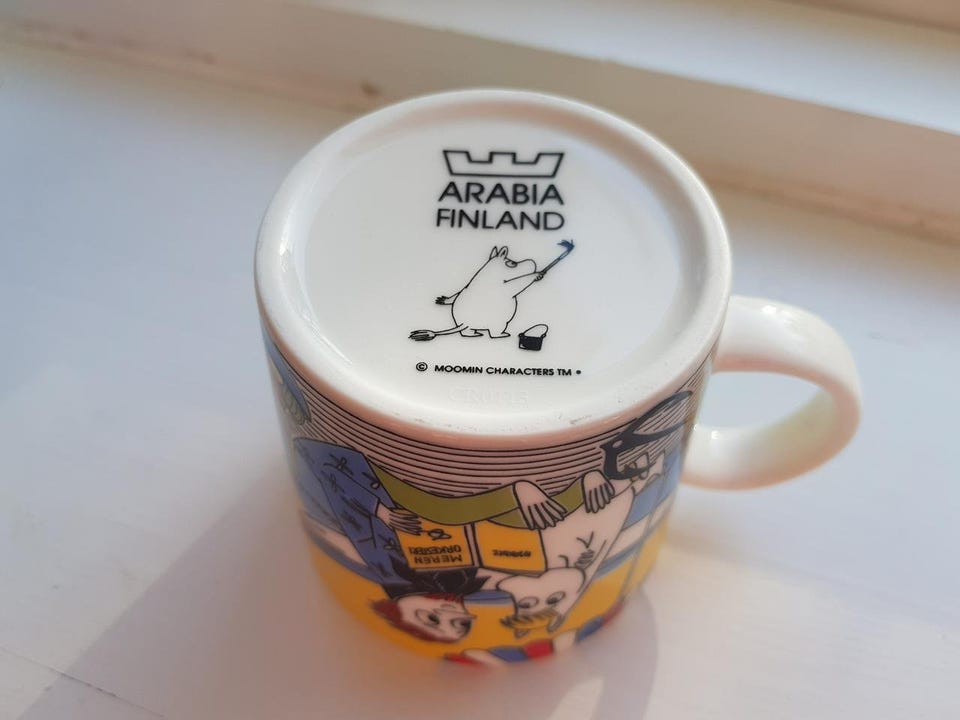 ARABIA
FINLAND
© MOOMIN CHARACTERS TM •
MEREN
ORKESTERI